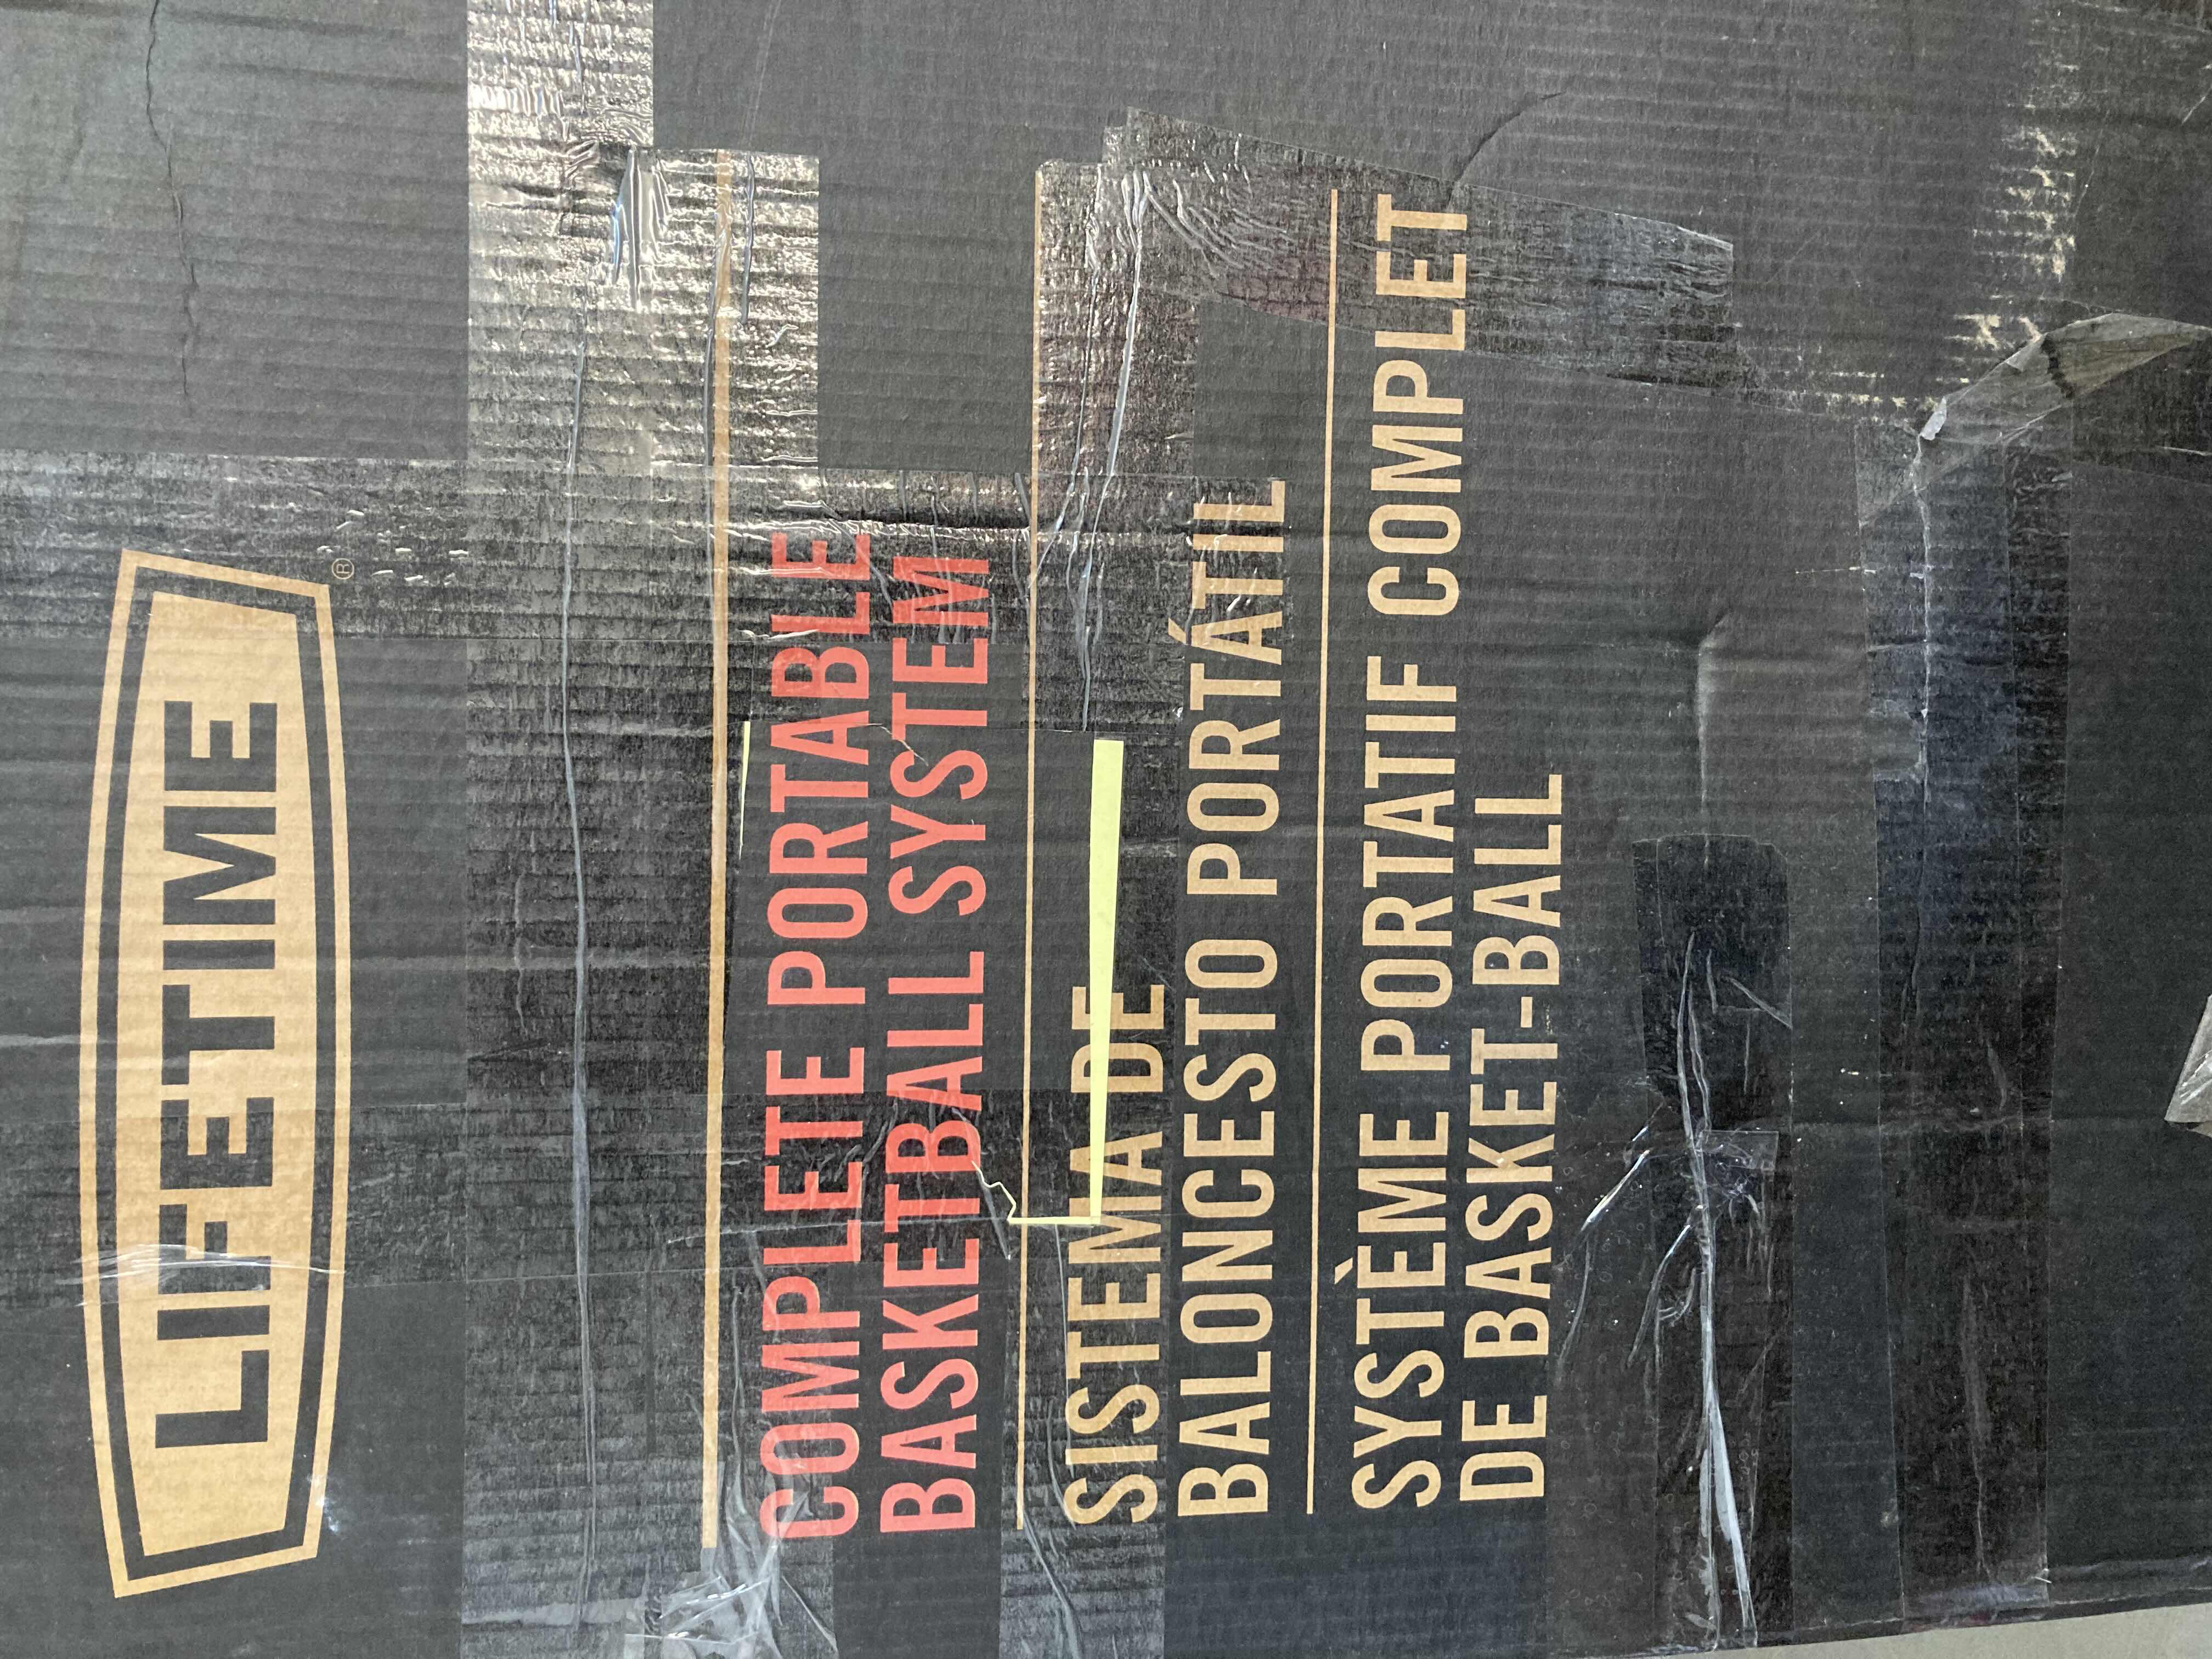 LIFETIME®
COMPLETE PORTABLE
BASKETBALL SYSTEM
SISTEMA DE
BALONCESTO PORTÁTIL
SYSTÈME PORTATIF COMPLET
DE BASKET-BALL